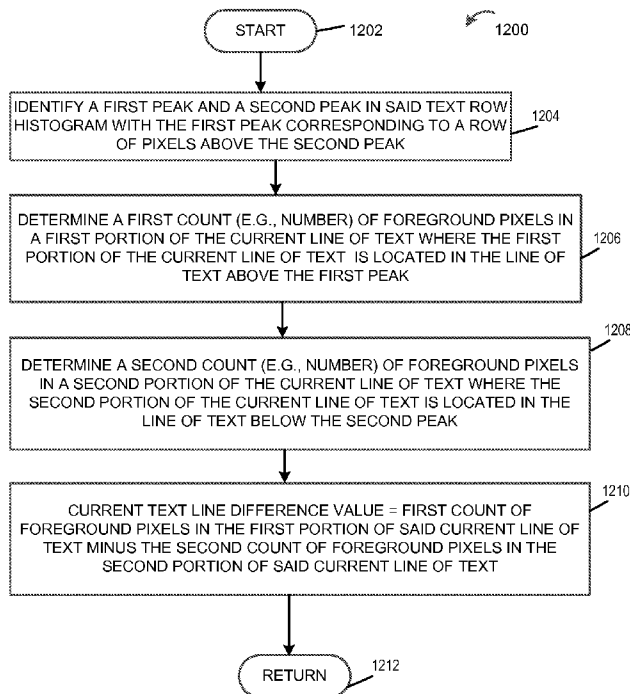 START
1202
1200
IDENTIFY A FIRST PEAK AND A SECOND PEAK IN SAID TEXT ROW
HISTOGRAM WITH THE FIRST PEAK CORRESPONDING TO A ROW
OF PIXELS ABOVE THE SECOND PEAK
1204
DETERMINE A FIRST COUNT (E.G., NUMBER) OF FOREGROUND PIXELS IN
A FIRST PORTION OF THE CURRENT LINE OF TEXT WHERE THE FIRST
PORTION OF THE CURRENT LINE OF TEXT IS LOCATED IN THE LINE OF
TEXT ABOVE THE FIRST PEAK
1206
1208
DETERMINE A SECOND COUNT (E.G., NUMBER) OF FOREGROUND PIXELS
IN A SECOND PORTION OF THE CURRENT LINE OF TEXT WHERE THE
SECOND PORTION OF THE CURRENT LINE OF TEXT IS LOCATED IN THE
LINE OF TEXT BELOW THE SECOND PEAK
1210
CURRENT TEXT LINE DIFFERENCE VALUE = FIRST COUNT OF
FOREGROUND PIXELS IN THE FIRST PORTION OF SAID CURRENT LINE OF
TEXT MINUS THE SECOND COUNT OF FOREGROUND PIXELS IN THE
SECOND PORTION OF SAID CURRENT LINE OF TEXT
RETURN
1212